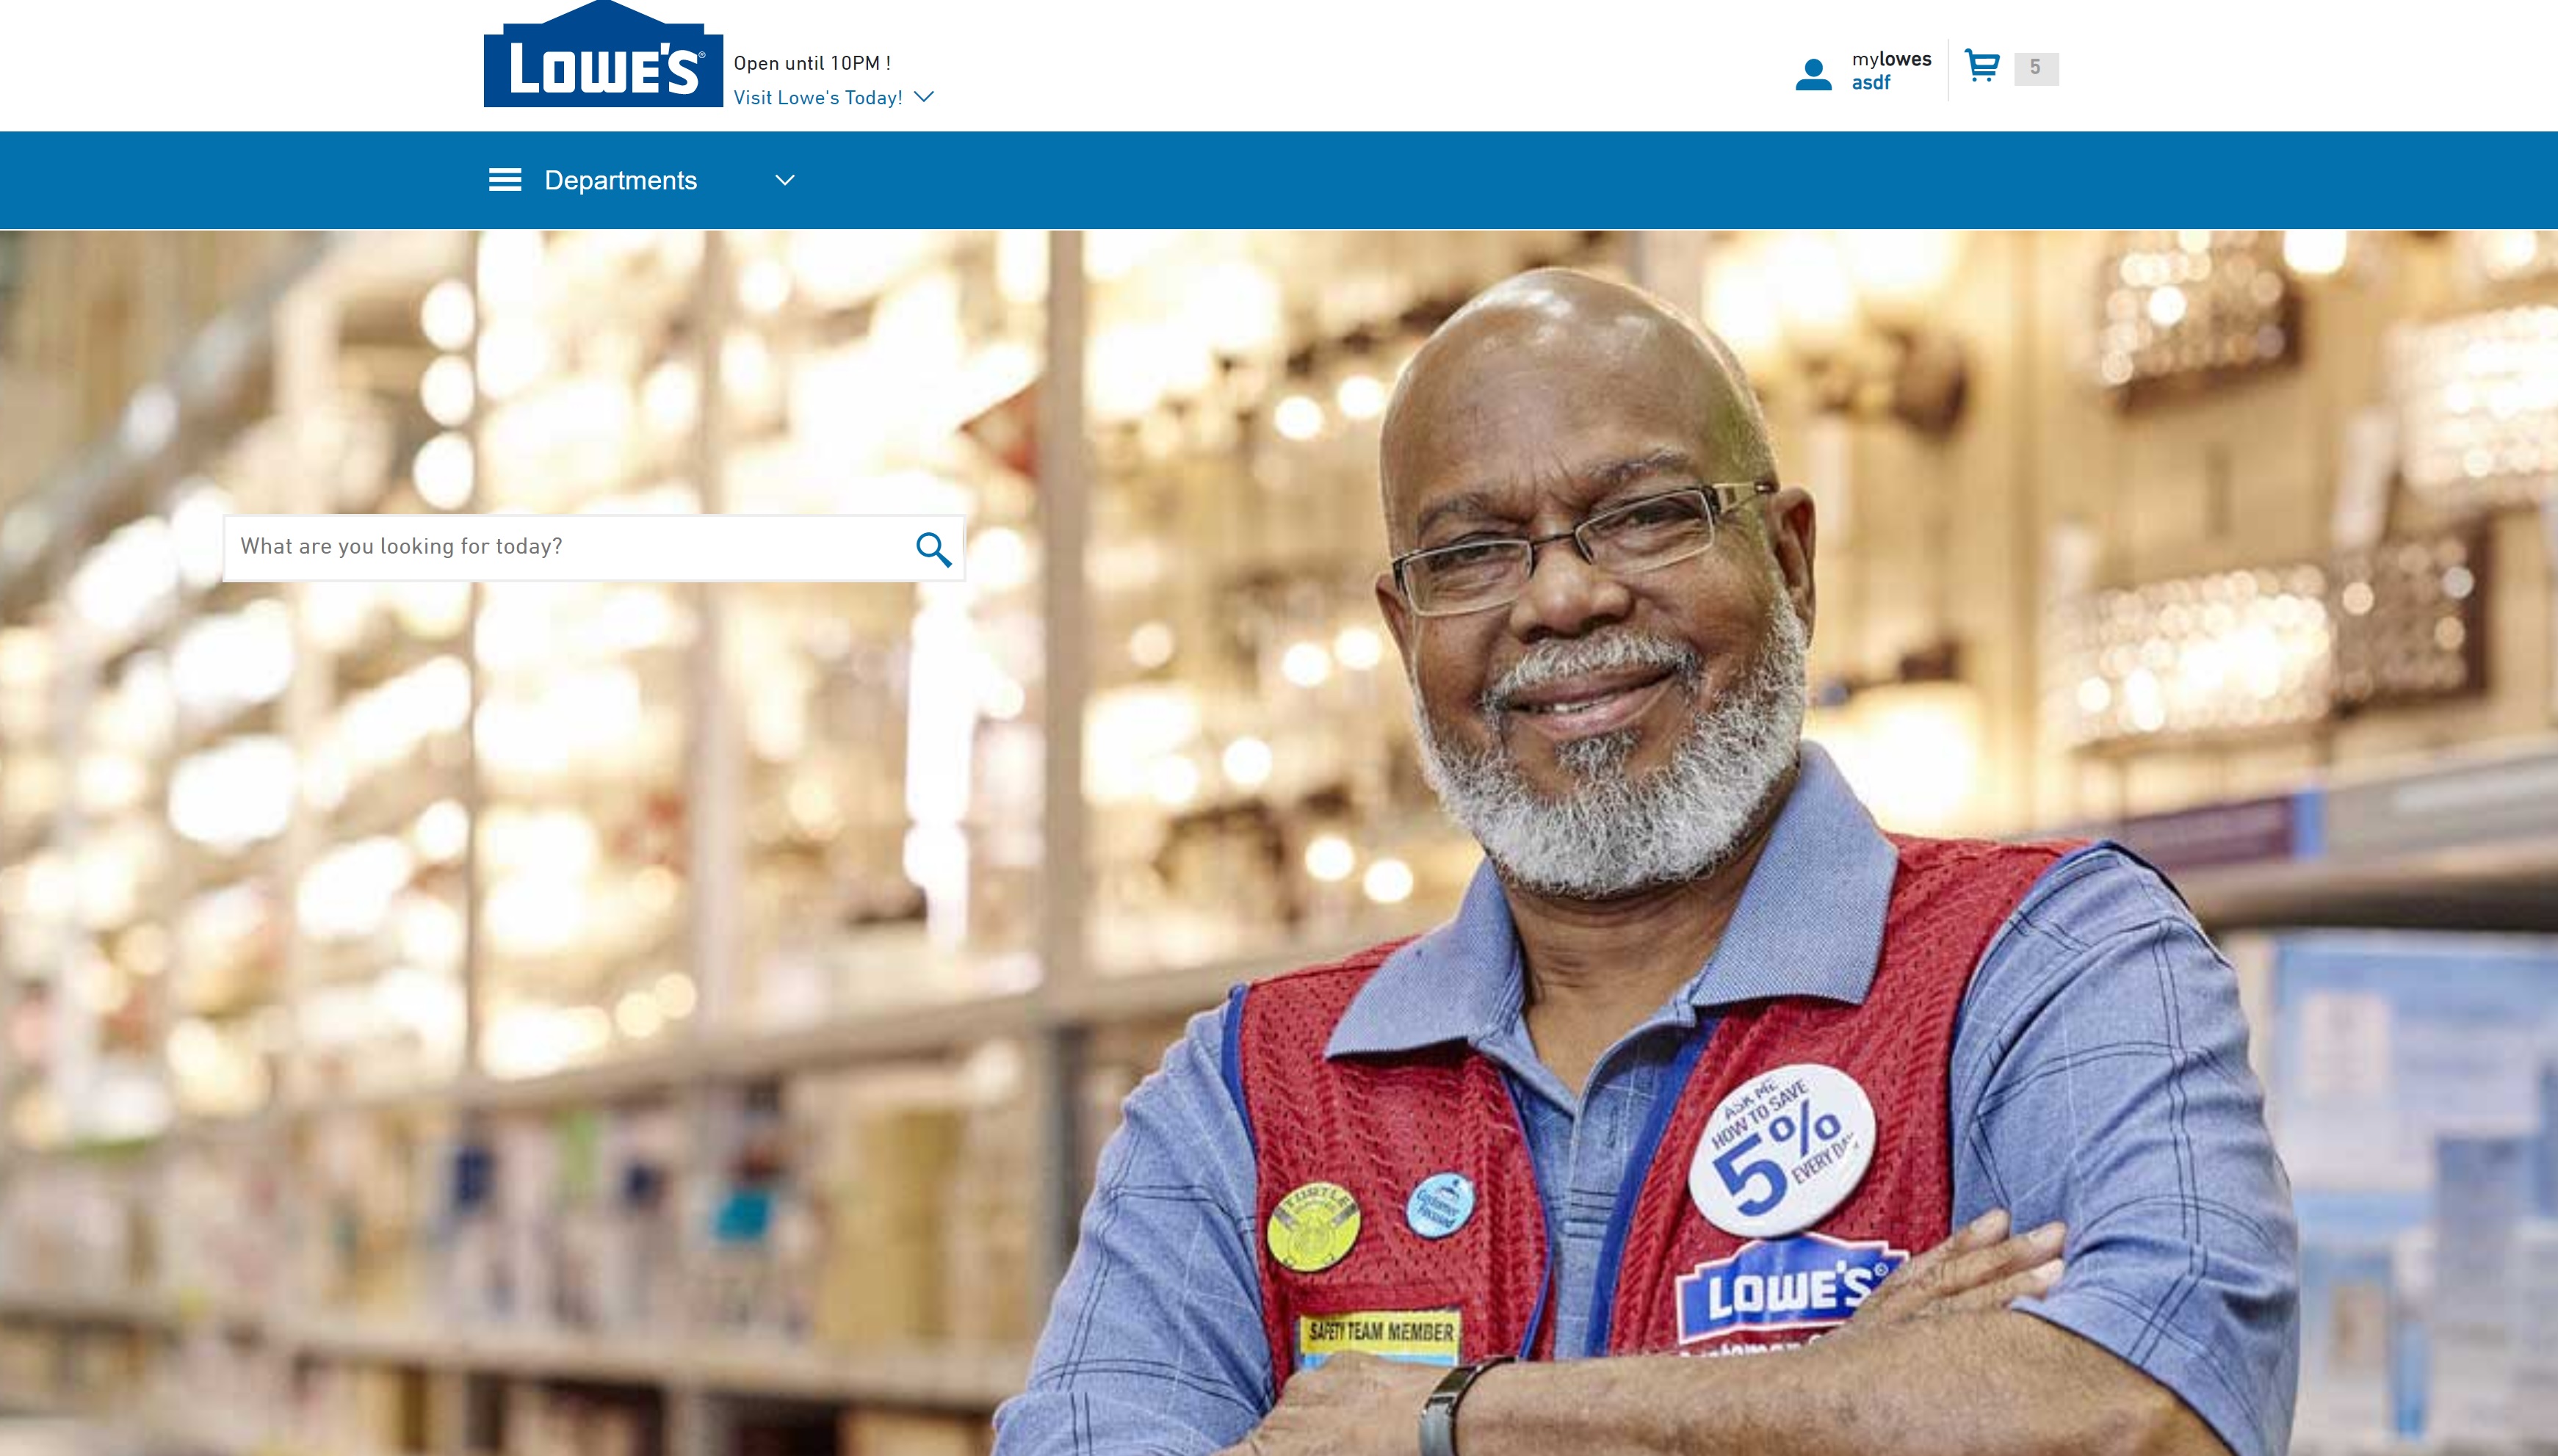 LOWE'S®
Open until 10PM !
Visit Lowe's Today!
mylowes
asdf
5
Departments
What are you looking for today?
ASK ME
HOW TO SAVE
5%
EVERY DAY
Customer
Focused
LOWE'S®
SAFETY TEAM MEMBER